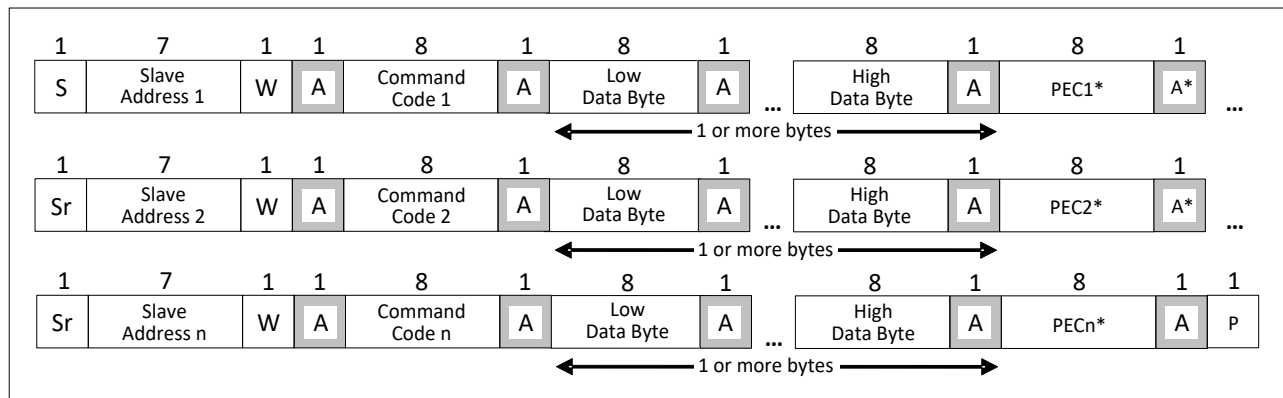 1 7 1 1 8 1 8 1 8 1 8 1
S Slave Address 1 W A Command Code 1 A Low Data Byte A ... High Data Byte A PEC1* A* ...
1 or more bytes
1 7 1 1 8 1 8 1 8 1 8 1
Sr Slave Address 2 W A Command Code 2 A Low Data Byte A ... High Data Byte A PEC2* A* ...
1 or more bytes
1 7 1 1 8 1 8 1 8 1 8 1 1
Sr Slave Address n W A Command Code n A Low Data Byte A ... High Data Byte A PECn* A P
1 or more bytes